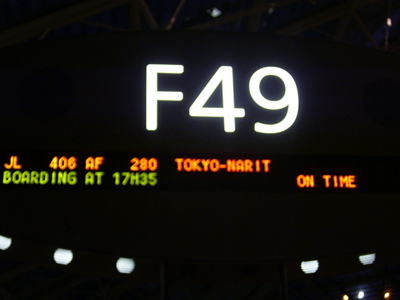 F49
JL 406 AF 280 TOKYO-NARIT
BOARDING AT 17H35 ON TIME